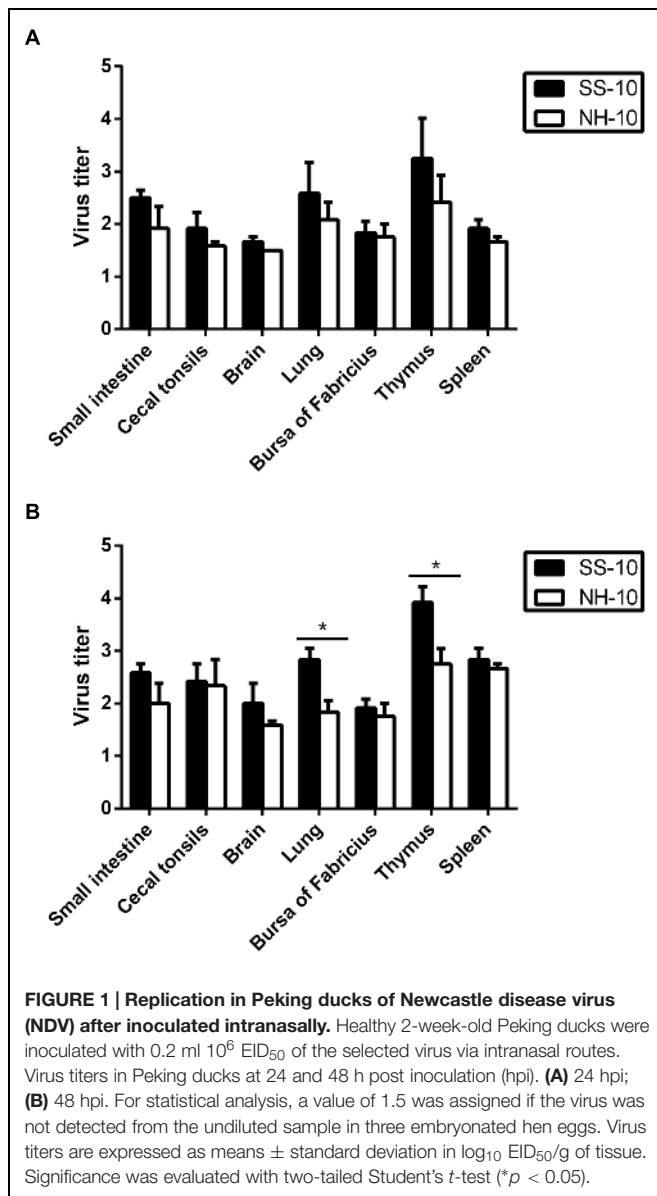 A
Virus titer
5
4
3
2
1
0
SS-10
NH-10
Small intestine
Cecal tonsils
Brain
Lung
Bursa of Fabricius
Thymus
Spleen
B
Virus titer
5
4
3
2
1
0
*
*
SS-10
NH-10
Small intestine
Cecal tonsils
Brain
Lung
Bursa of Fabricius
Thymus
Spleen
FIGURE 1 | Replication in Peking ducks of Newcastle disease virus
(NDV) after inoculated intranasally. Healthy 2-week-old Peking ducks were
inoculated with 0.2 ml 10⁶ EID₅₀ of the selected virus via intranasal routes.
Virus titers in Peking ducks at 24 and 48 h post inoculation (hpi). (A) 24 hpi;
(B) 48 hpi. For statistical analysis, a value of 1.5 was assigned if the virus was
not detected from the undiluted sample in three embryonated hen eggs. Virus
titers are expressed as means ± standard deviation in log₁₀ EID₅₀/g of tissue.
Significance was evaluated with two-tailed Student's t-test (*p < 0.05).